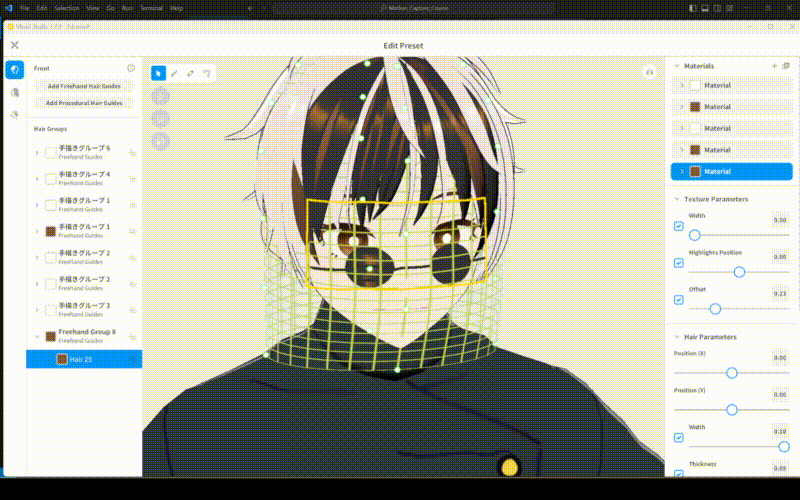 File Edit Selection View Go Run Terminal Help
Motion_Capture_Course
Edit Preset
Front
Add Freehand Hair Guides
Add Procedural Hair Guides
Hair Groups
手描きグループ 6
Freehand Guides
手描きグループ 4
Freehand Guides
手描きグループ 1
Freehand Guides
手描きグループ 1
Freehand Guides
手描きグループ 2
Freehand Guides
手描きグループ 2
Freehand Guides
手描きグループ 3
Freehand Guides
Freehand Group 8
Freehand Guides
Hair 25
Materials
Material
Material
Material
Material
Material
Texture Parameters
Width
0.50
Highlights Position
0.00
Offset
0.23
Hair Parameters
Position (X)
0.00
Position (Y)
0.00
Width
Thickness